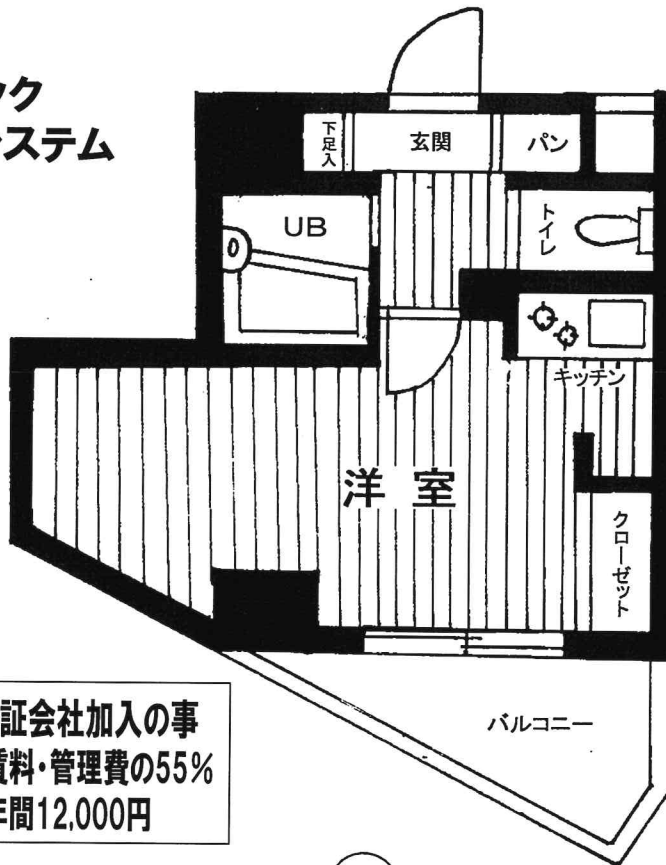 ック
システム
下足入
玄関
パン
UB
トイレ
キッチン
洋室
クローゼット
証会社加入の事
賃料・管理費の55%
年間12,000円
バルコニー